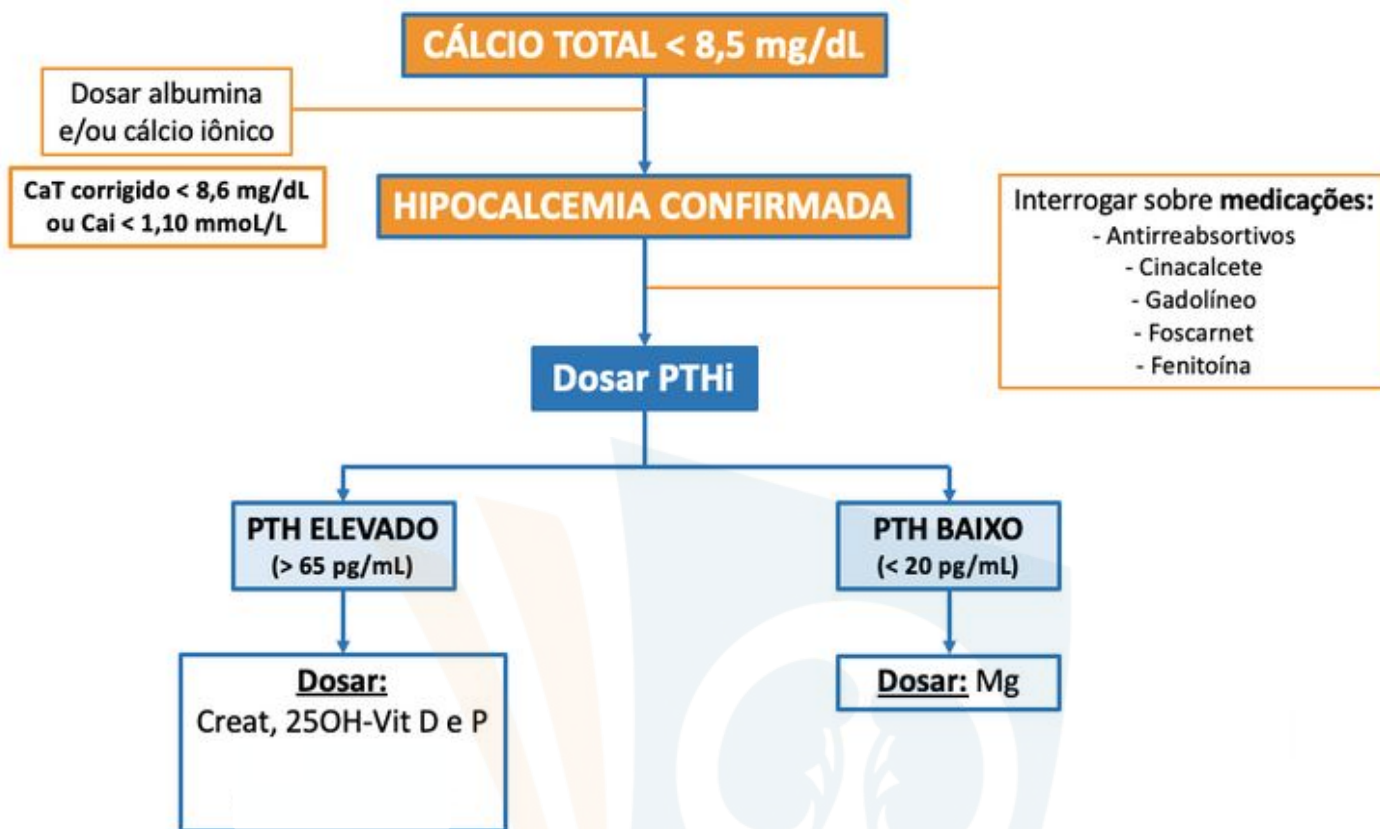 CÁLCIO TOTAL < 8,5 mg/dL
Dosar albumina
e/ou cálcio iônico
CaT corrigido < 8,6 mg/dL
ou Cai < 1,10 mmoL/L
HIPOCALCEMIA CONFIRMADA
Interrogar sobre medicações:
- Antirreabsortivos
- Cinacalcete
- Gadolíneo
- Foscarnet
- Fenitoína
Dosar PTHi
PTH ELEVADO
(> 65 pg/mL)
PTH BAIXO
(< 20 pg/mL)
Dosar:
Creat, 25OH-Vit D e P
Dosar: Mg